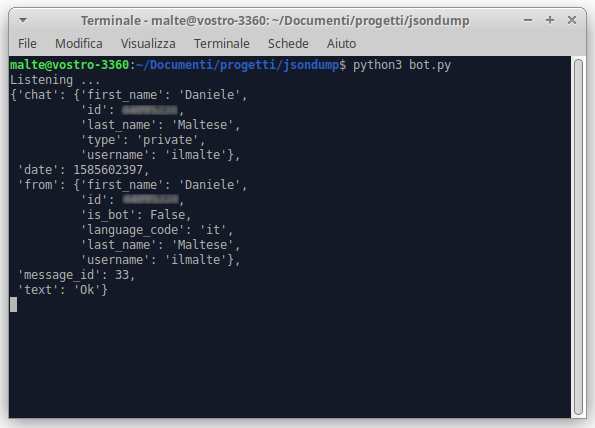 Terminale - malte@vostro-3360: ~/Documenti/progetti/jsondump
File Modifica Visualizza Terminale Schede Aiuto
malte@vostro-3360:~/Documenti/progetti/jsondump$ python3 bot.py
Listening ...
{'chat': {'first_name': 'Daniele',
'id': ,
'last_name': 'Maltese',
'type': 'private',
'username': 'ilmalte'},
'date': 1585602397,
'from': {'first_name': 'Daniele',
'id': ,
'is_bot': False,
'language_code': 'it',
'last_name': 'Maltese',
'username': 'ilmalte'},
'message_id': 33,
'text': 'Ok'}